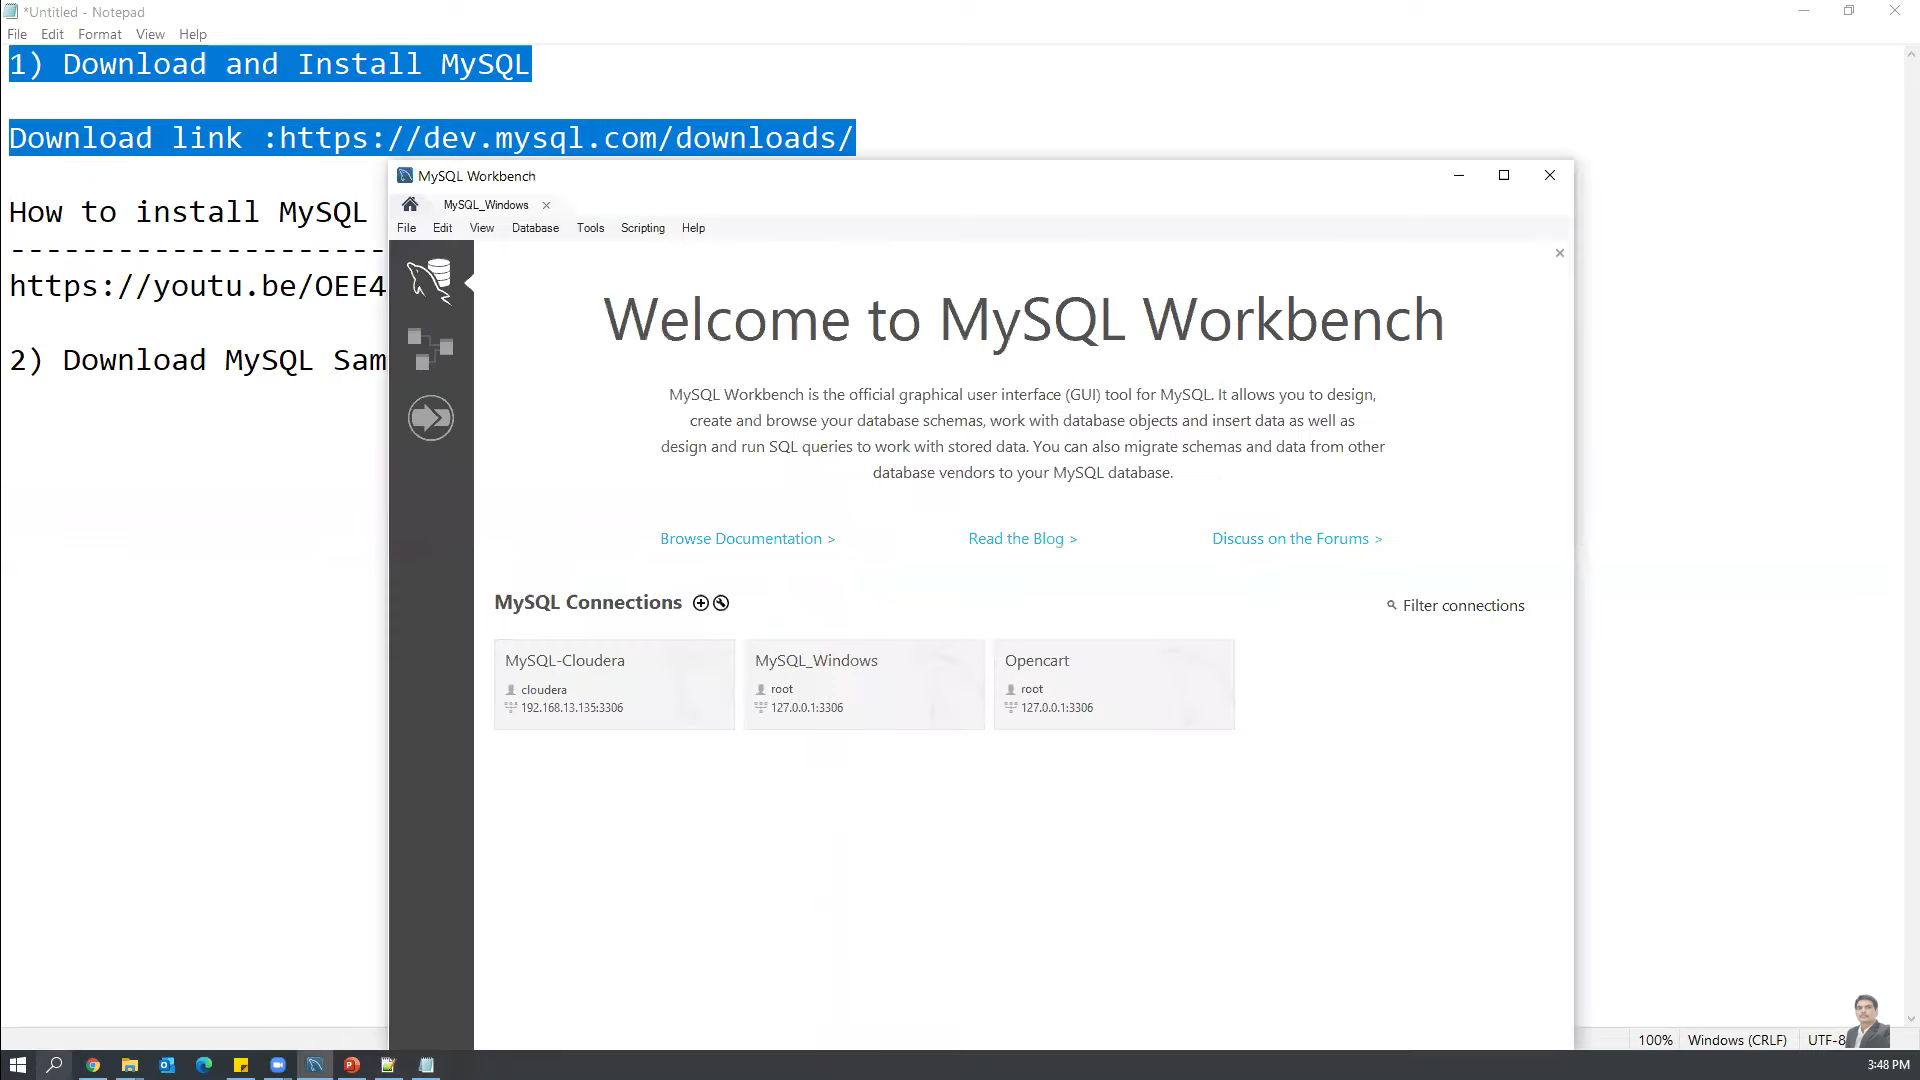 *Untitled - Notepad
File Edit Format View Help
1) Download and Install MySQL
Download link :https://dev.mysql.com/downloads/
How to install MySQL
---------------------
https://youtu.be/OEE4
2) Download MySQL Sam
MySQL Workbench
MySQL_Windows
File Edit View Database Tools Scripting Help
Welcome to MySQL Workbench
MySQL Workbench is the official graphical user interface (GUI) tool for MySQL. It allows you to design,
create and browse your database schemas, work with database objects and insert data as well as
design and run SQL queries to work with stored data. You can also migrate schemas and data from other
database vendors to your MySQL database.
Browse Documentation > Read the Blog > Discuss on the Forums >
MySQL Connections
Filter connections
MySQL-Cloudera
cloudera
192.168.13.135:3306
MySQL_Windows
root
127.0.0.1:3306
Opencart
root
127.0.0.1:3306
100% Windows (CRLF) UTF-8
3:48 PM